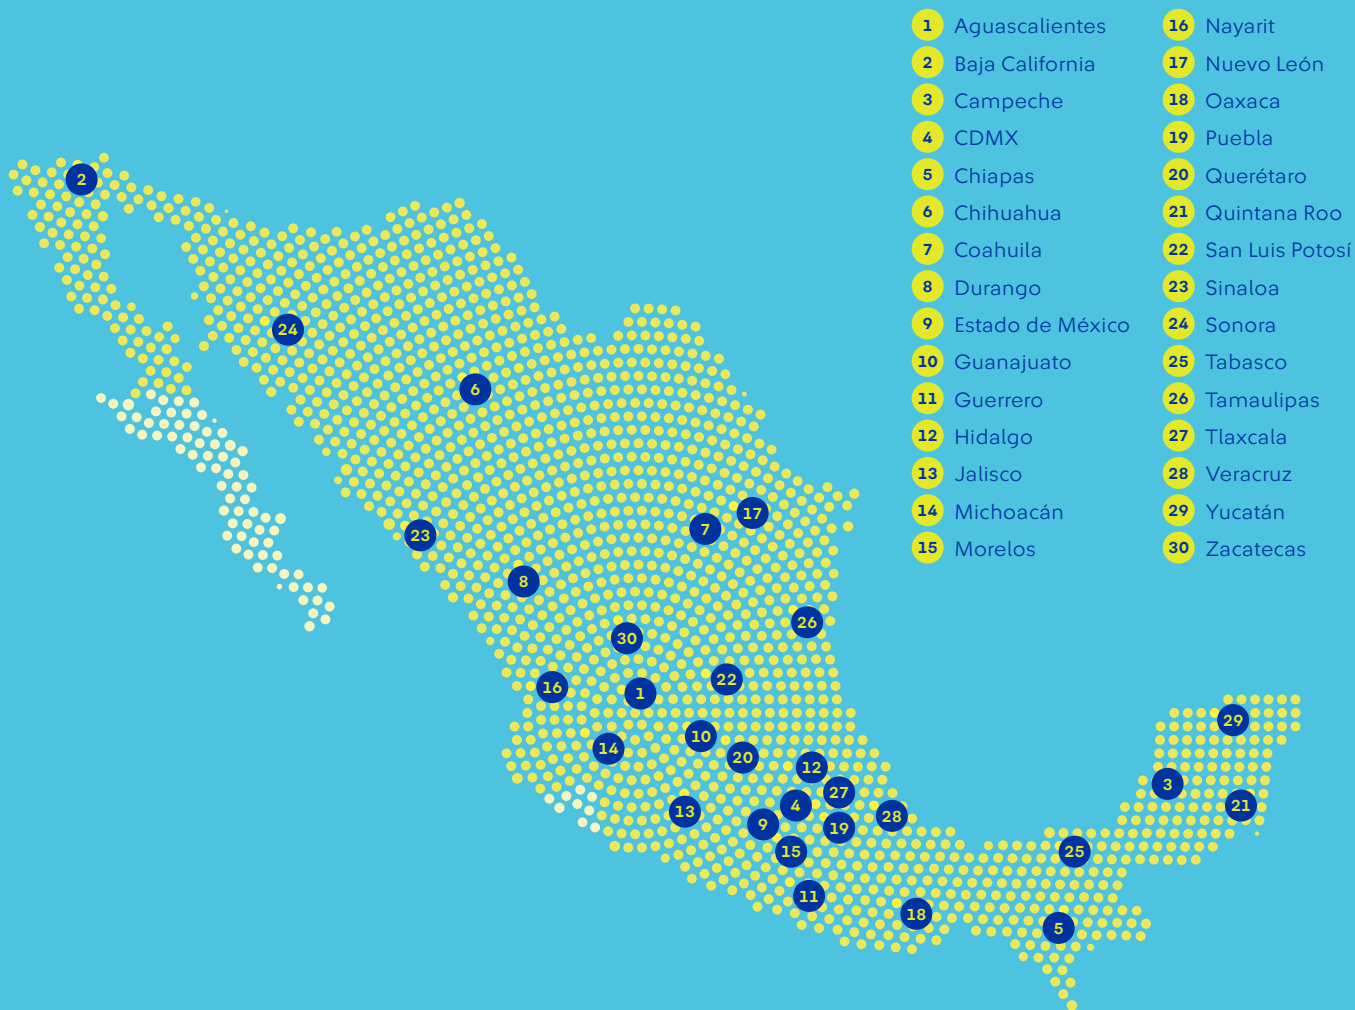 1 Aguascalientes
2 Baja California
3 Campeche
4 CDMX
5 Chiapas
6 Chihuahua
7 Coahuila
8 Durango
9 Estado de México
10 Guanajuato
11 Guerrero
12 Hidalgo
13 Jalisco
14 Michoacán
15 Morelos
16 Nayarit
17 Nuevo León
18 Oaxaca
19 Puebla
20 Querétaro
21 Quintana Roo
22 San Luis Potosí
23 Sinaloa
24 Sonora
25 Tabasco
26 Tamaulipas
27 Tlaxcala
28 Veracruz
29 Yucatán
30 Zacatecas
2
24
6
17
7
23
8
26
30
22
16
1
29
10
14
20
12
3
27
4
21
13
28
9
19
15
25
11
18
5